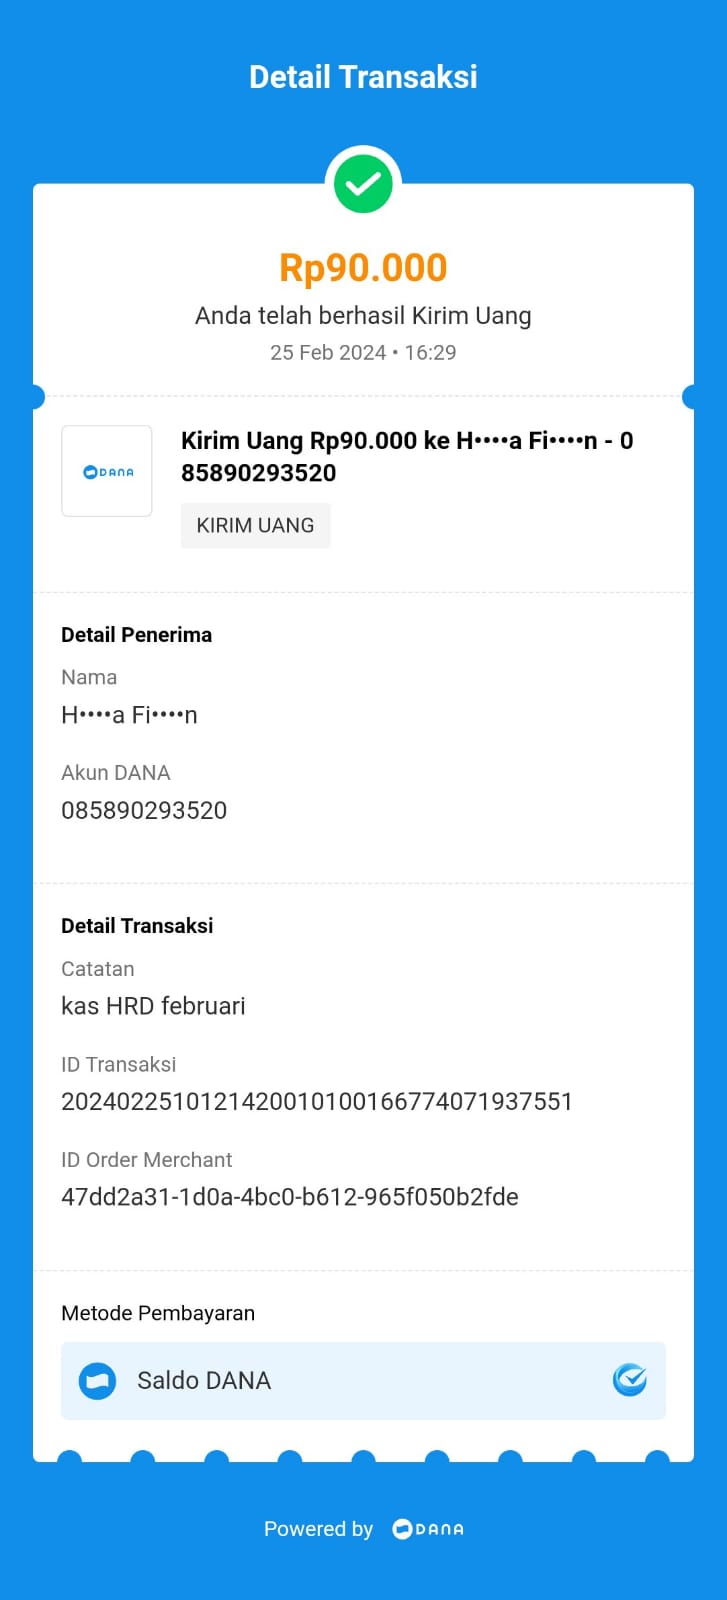 Detail Transaksi
Rp90.000
Anda telah berhasil Kirim Uang
25 Feb 2024 • 16:29
DANA
Kirim Uang Rp90.000 ke H••••a Fi••••n - 0
85890293520
KIRIM UANG
Detail Penerima
Nama
H••••a Fi••••n
Akun DANA
085890293520
Detail Transaksi
Catatan
kas HRD februari
ID Transaksi
2024022510121420010100166774071937551
ID Order Merchant
47dd2a31-1d0a-4bc0-b612-965f050b2fde
Metode Pembayaran
Saldo DANA
Powered by DANA